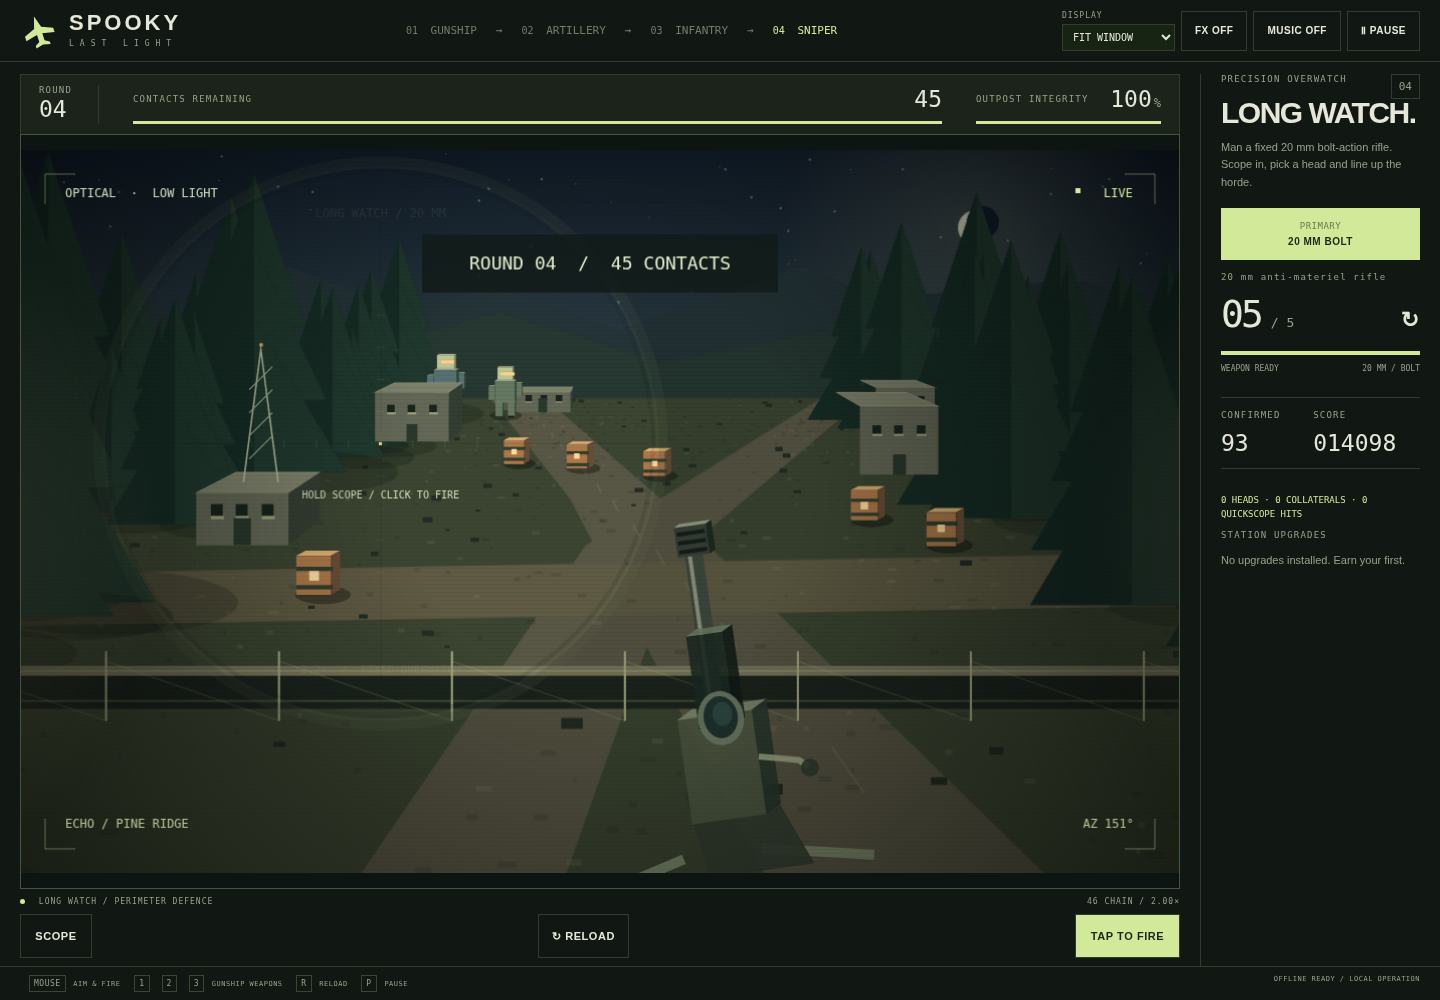 SPOOKY
LAST LIGHT
01 GUNSHIP → 02 ARTILLERY → 03 INFANTRY → 04 SNIPER
DISPLAY
FIT WINDOW
FX OFF
MUSIC OFF
II PAUSE
ROUND
04
CONTACTS REMAINING
45
OUTPOST INTEGRITY
100%
OPTICAL · LOW LIGHT
LIVE
LONG WATCH / 20 MM
ROUND 04 / 45 CONTACTS
HOLD SCOPE / CLICK TO FIRE
ECHO / PINE RIDGE
AZ 151°
LONG WATCH / PERIMETER DEFENCE
46 CHAIN / 2.00×
SCOPE
↻ RELOAD
TAP TO FIRE
PRECISION OVERWATCH
04
LONG WATCH.
Man a fixed 20 mm bolt-action rifle.
Scope in, pick a head and line up the
horde.
PRIMARY
20 MM BOLT
20 mm anti-materiel rifle
05 / 5
↻
WEAPON READY
20 MM / BOLT
CONFIRMED
SCORE
93
014098
0 HEADS · 0 COLLATERALS · 0
QUICKSCOPE HITS
STATION UPGRADES
No upgrades installed. Earn your first.
MOUSE AIM & FIRE 1 2 3 GUNSHIP WEAPONS R RELOAD P PAUSE
OFFLINE READY / LOCAL OPERATION